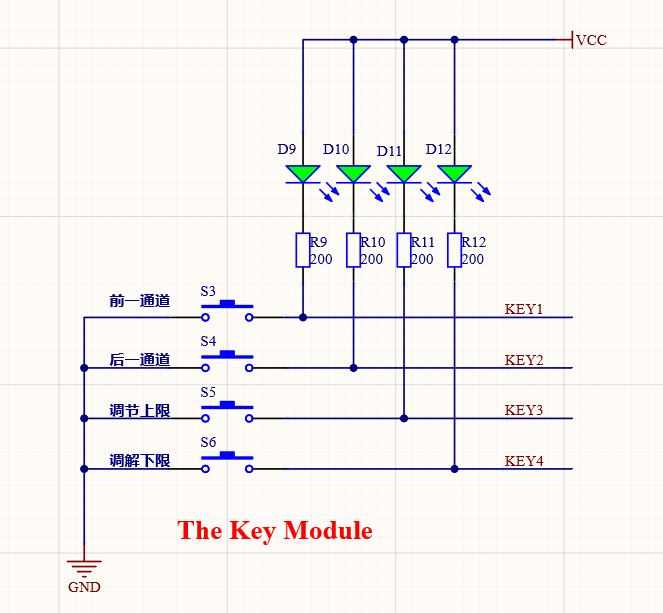 VCC
D9
D10
D11
D12
R9
200
R10
200
R11
200
R12
200
前一通道
S3
KEY1
后一通道
S4
KEY2
调节上限
S5
KEY3
调解下限
S6
KEY4
The Key Module
GND